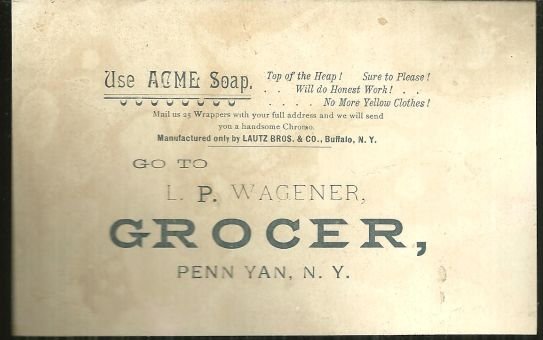 Use ACME Soap.
Top of the Heap! Sure to Please!
. . Will do Honest Work! . .
. . . . . No More Yellow Clothes!
Mail us 25 Wrappers with your full address and we will send
you a handsome Chromo.
Manufactured only by LAUTZ BROS. & CO., Buffalo, N. Y.
GO TO
L. P. WAGENER,
GROCER,
PENN YAN, N. Y.